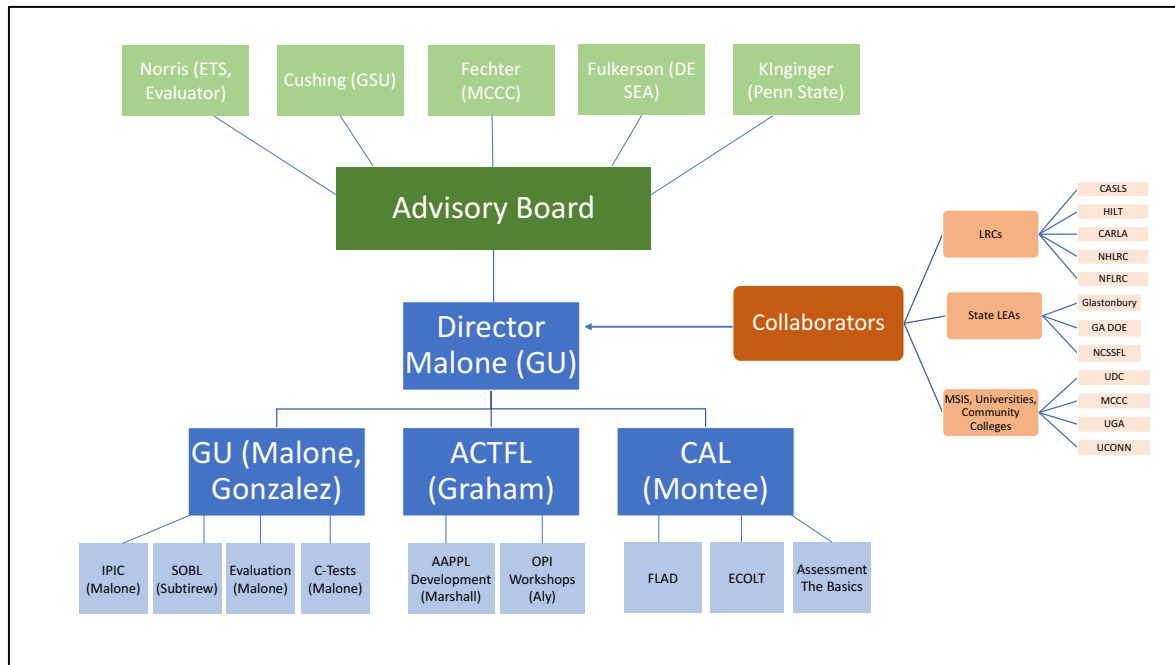 Norris (ETS,
Evaluator)
Cushing (GSU)
Fechter
(MCCC)
Fulkerson (DE
SEA)
KInginger
(Penn State)
Advisory Board
Director
Malone (GU)
Collaborators
LRCs
CASLS
HILT
CARLA
NHLRC
NFLRC
State LEAs
Glastonbury
GA DOE
NCSSFL
MSIS, Universities,
Community
Colleges
UDC
MCCC
UGA
UCONN
GU (Malone,
Gonzalez)
ACTFL
(Graham)
CAL
(Montee)
IPIC
(Malone)
SOBL
(Subtirew)
Evaluation
(Malone)
C-Tests
(Malone)
AAPPL
Development
(Marshall)
OPI
Workshops
(Aly)
FLAD
ECOLT
Assessment
The Basics